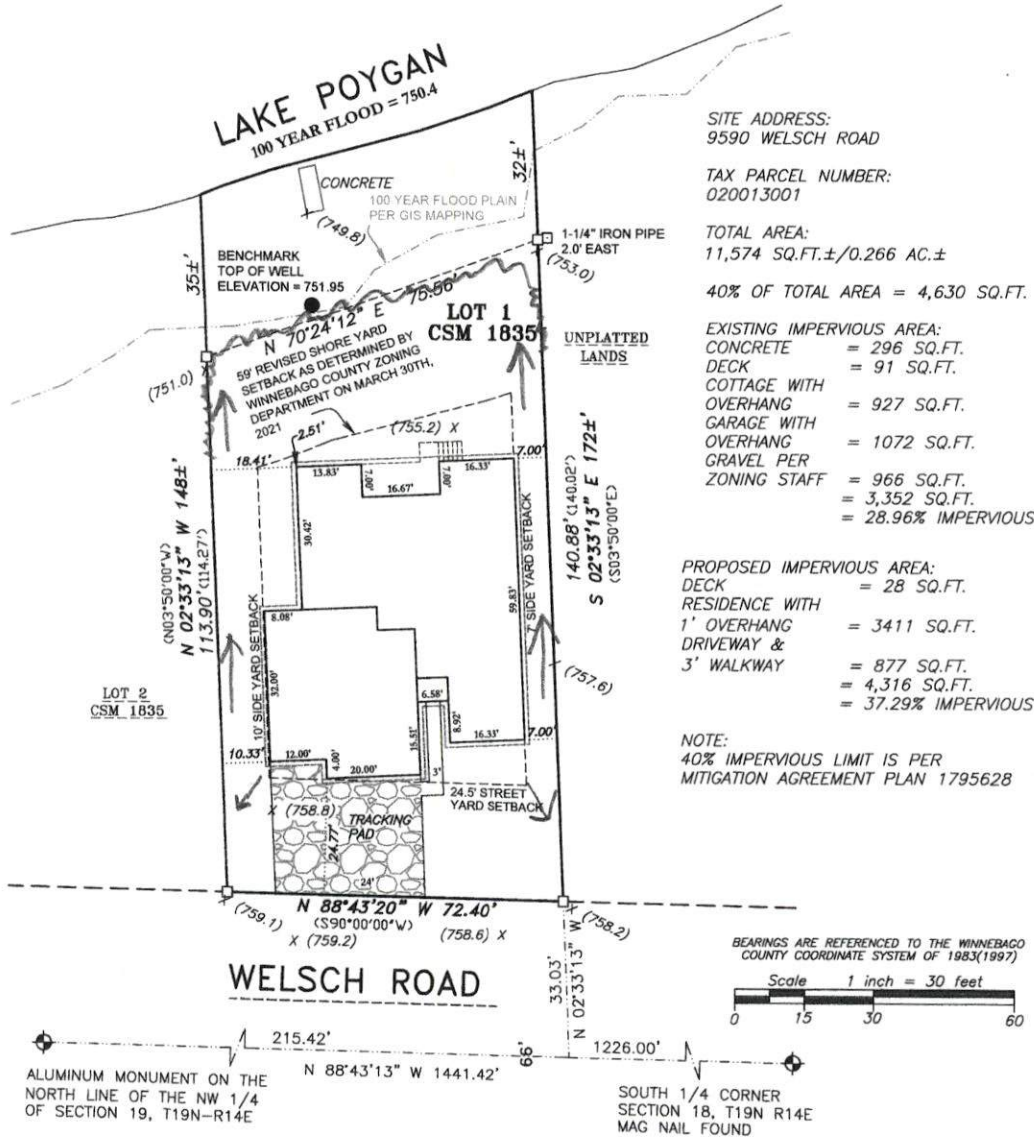 LAKE POYGAN
100 YEAR FLOOD = 750.4
CONCRETE
100 YEAR FLOOD PLAIN
PER GIS MAPPING
(749.8)
32±'
35±'
BENCHMARK
TOP OF WELL
ELEVATION = 751.95
1-1/4" IRON PIPE
2.0' EAST
(753.0)
75.56'
N 70°24'12" E
LOT 1
CSM 1835
UNPLATTED
LANDS
(751.0)
59' REVISED SHORE YARD
SETBACK AS DETERMINED BY
WINNEBAGO COUNTY ZONING
DEPARTMENT ON MARCH 30TH,
2021
2.51'
(755.2) X
18.41'
13.83'
7.00'
16.67'
7.00'
16.33'
7.00'
30.42'
(N03°50'00"W)
N 02°33'13" W 148±'
113.90' (114.27')
140.88' (140.02')
S 02°33'13" E 172±'
(S03°50'00"E)
59.83'
7' SIDE YARD SETBACK
10' SIDE YARD SETBACK
8.08'
32.00'
(757.6)
LOT 2
CSM 1835
6.58'
8.92'
15.51'
16.33'
7.00'
10.33'
12.00'
4.00'
20.00'
3'
24.5' STREET
YARD SETBACK
X (758.8)
TRACKING
PAD
24.77'
24'
N 88°43'20" W 72.40'
(S90°00'00"W)
(759.1)
X (759.2)
(758.6) X
(758.2)
WELSCH ROAD
33.03'
N 02°33'13" W
215.42'
N 88°43'13" W 1441.42'
66'
1226.00'
ALUMINUM MONUMENT ON THE
NORTH LINE OF THE NW 1/4
OF SECTION 19, T19N-R14E
SOUTH 1/4 CORNER
SECTION 18, T19N R14E
MAG NAIL FOUND
SITE ADDRESS:
9590 WELSCH ROAD
TAX PARCEL NUMBER:
020013001
TOTAL AREA:
11,574 SQ.FT.±/0.266 AC.±
40% OF TOTAL AREA = 4,630 SQ.FT.
EXISTING IMPERVIOUS AREA:
CONCRETE = 296 SQ.FT.
DECK = 91 SQ.FT.
COTTAGE WITH
OVERHANG = 927 SQ.FT.
GARAGE WITH
OVERHANG = 1072 SQ.FT.
GRAVEL PER
ZONING STAFF = 966 SQ.FT.
= 3,352 SQ.FT.
= 28.96% IMPERVIOUS
PROPOSED IMPERVIOUS AREA:
DECK = 28 SQ.FT.
RESIDENCE WITH
1' OVERHANG = 3411 SQ.FT.
DRIVEWAY &
3' WALKWAY = 877 SQ.FT.
= 4,316 SQ.FT.
= 37.29% IMPERVIOUS
NOTE:
40% IMPERVIOUS LIMIT IS PER
MITIGATION AGREEMENT PLAN 1795628
BEARINGS ARE REFERENCED TO THE WINNEBAGO
COUNTY COORDINATE SYSTEM OF 1983(1997)
Scale 1 inch = 30 feet
0 15 30 60